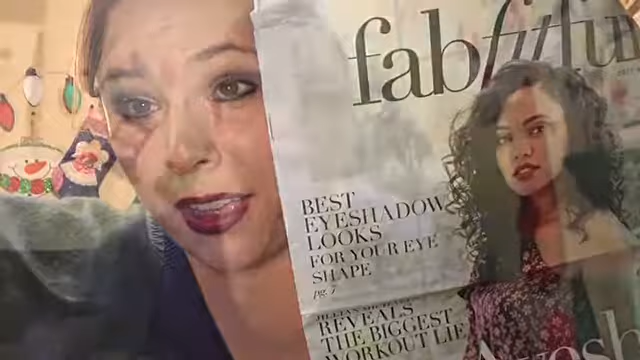 fabfitfun
BEST
EYESHADOW
LOOKS
FOR YOUR EYE
SHAPE
pg. 7
REVEALS
THE BIGGEST
WORKOUT LIE